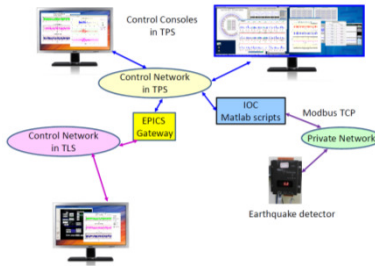 Control Consoles
in TPS
Control Network
in TPS
EPICS
Gateway
IOC
Matlab scripts
Modbus TCP
Control Network
in TLS
Private Network
Earthquake detector